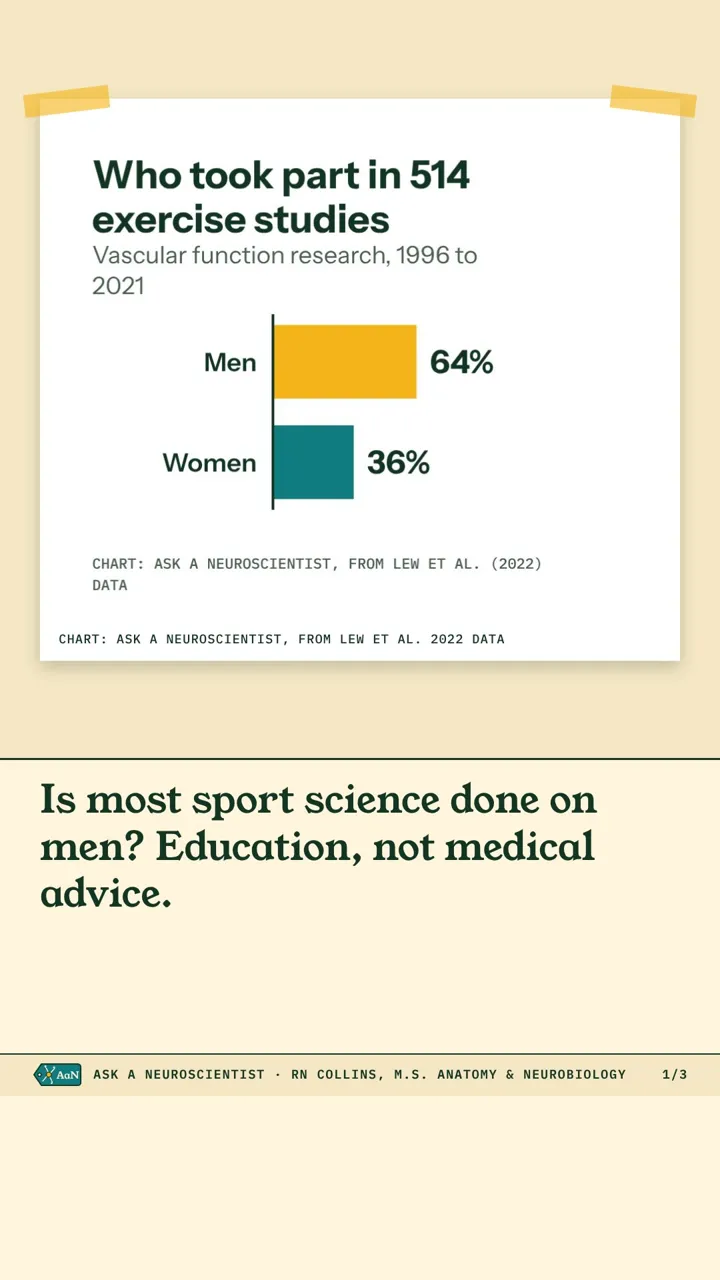 Who took part in 514
exercise studies
Vascular function research, 1996 to
2021
Men
64%
Women
36%
CHART: ASK A NEUROSCIENTIST, FROM LEW ET AL. (2022)
DATA
CHART: ASK A NEUROSCIENTIST, FROM LEW ET AL. 2022 DATA
Is most sport science done on
men? Education, not medical
advice.
AaN
ASK A NEUROSCIENTIST · RN COLLINS, M.S. ANATOMY & NEUROBIOLOGY
1/3